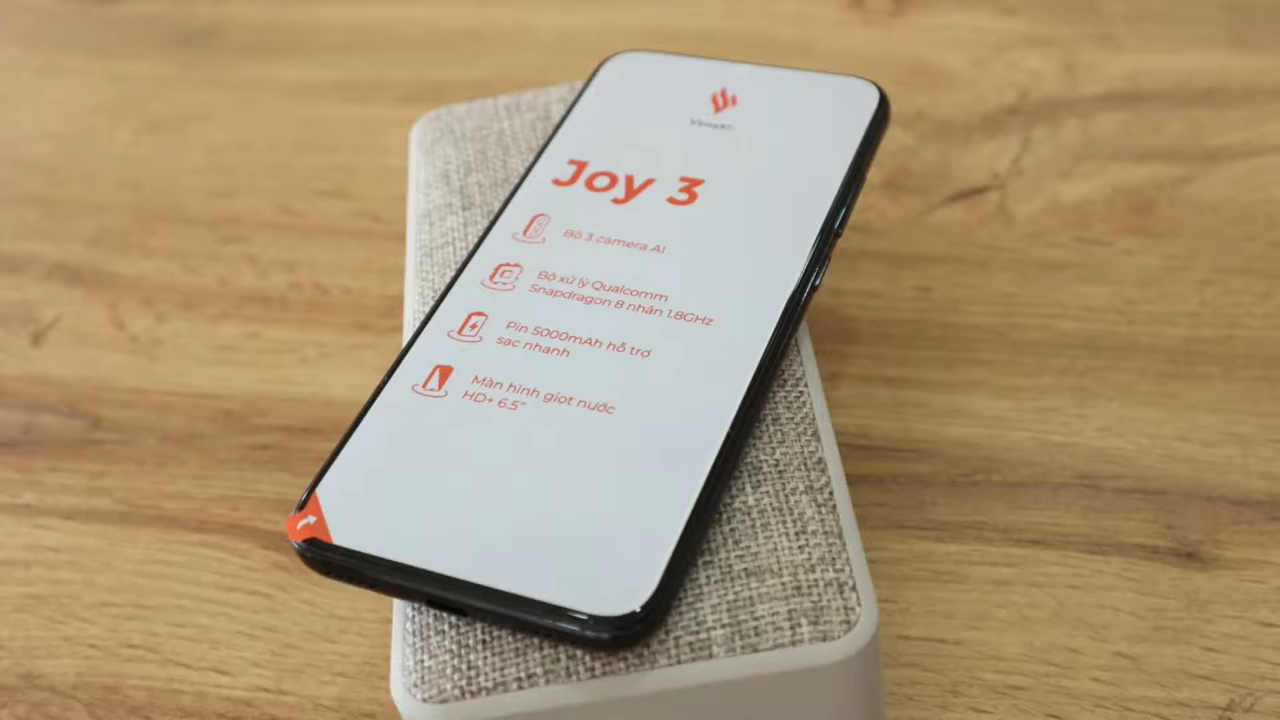 Vsmart
Joy 3
Bộ 3 camera AI
Bộ xử lý Qualcomm
Snapdragon 8 nhân 1.8GHz
Pin 5000mAh hỗ trợ
sạc nhanh
Màn hình giọt nước
HD+ 6.5"